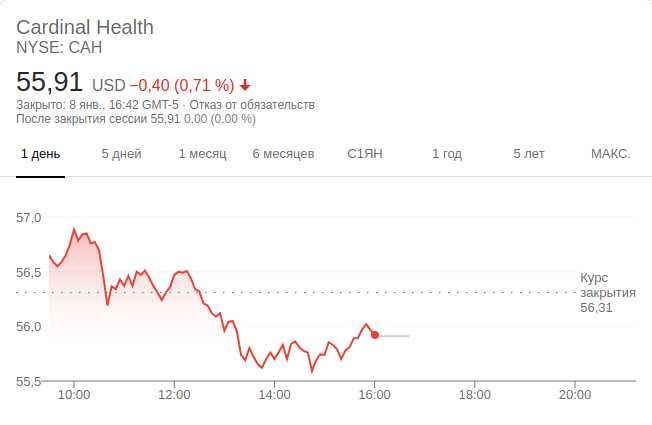 Cardinal Health
NYSE: CAH
55,91 USD −0,40 (0,71 %)
Закрыто: 8 янв., 16:42 GMT-5 · Отказ от обязательств
После закрытия сессии 55,91 0,00 (0,00 %)
1 день 5 дней 1 месяц 6 месяцев С1ЯН 1 год 5 лет МАКС.
57,0
56,5
Курс
закрытия
56,31
56,0
55,5
10:00 12:00 14:00 16:00 18:00 20:00